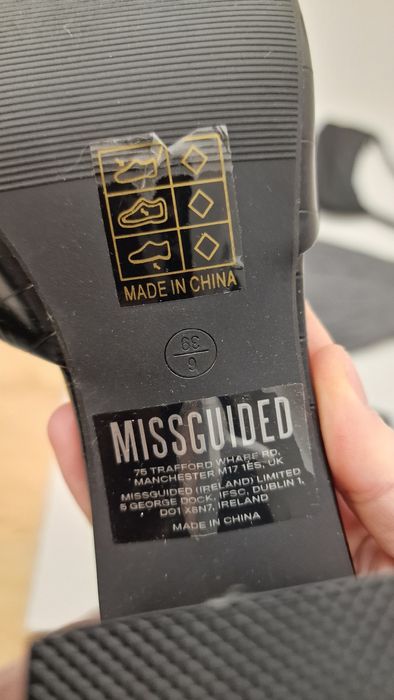 MADE IN CHINA
39
6
MISSGUIDED
75 TRAFFORD WHARF RD,
MANCHESTER M17 1ES, UK
MISSGUIDED (IRELAND) LIMITED
5 GEORGE DOCK, IFSC, DUBLIN 1,
DO1 X8N7, IRELAND
MADE IN CHINA